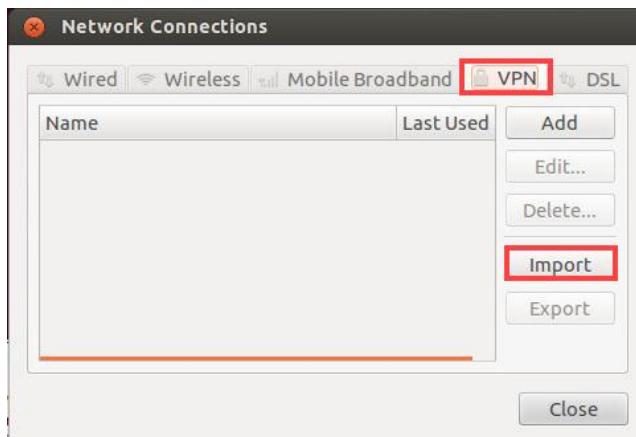 Network Connections
Wired Wireless Mobile Broadband VPN DSL
Name Last Used Add
Edit...
Delete...
Import
Export
Close